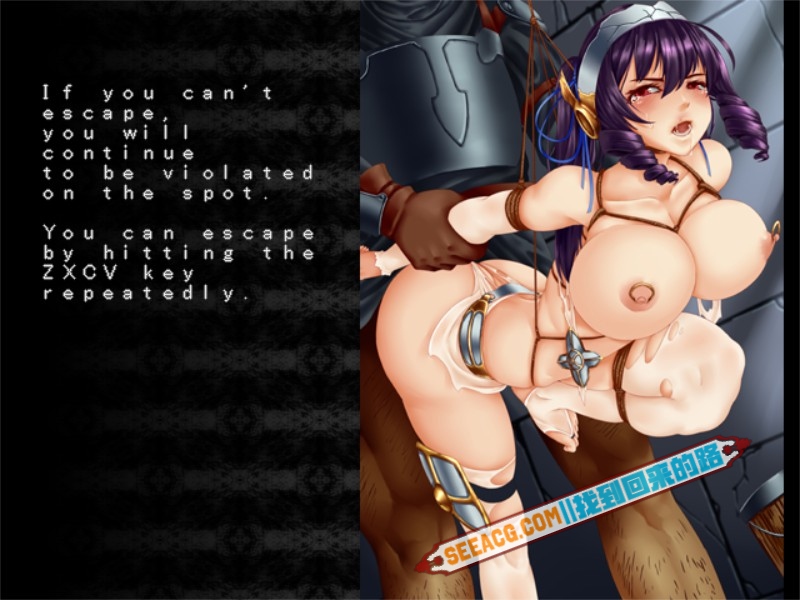 If you can't
escape,
you will
continue
to be violated
on the spot.
You can escape
by hitting the
ZXCV key
repeatedly.
SEEACG.COM||找到回来的路